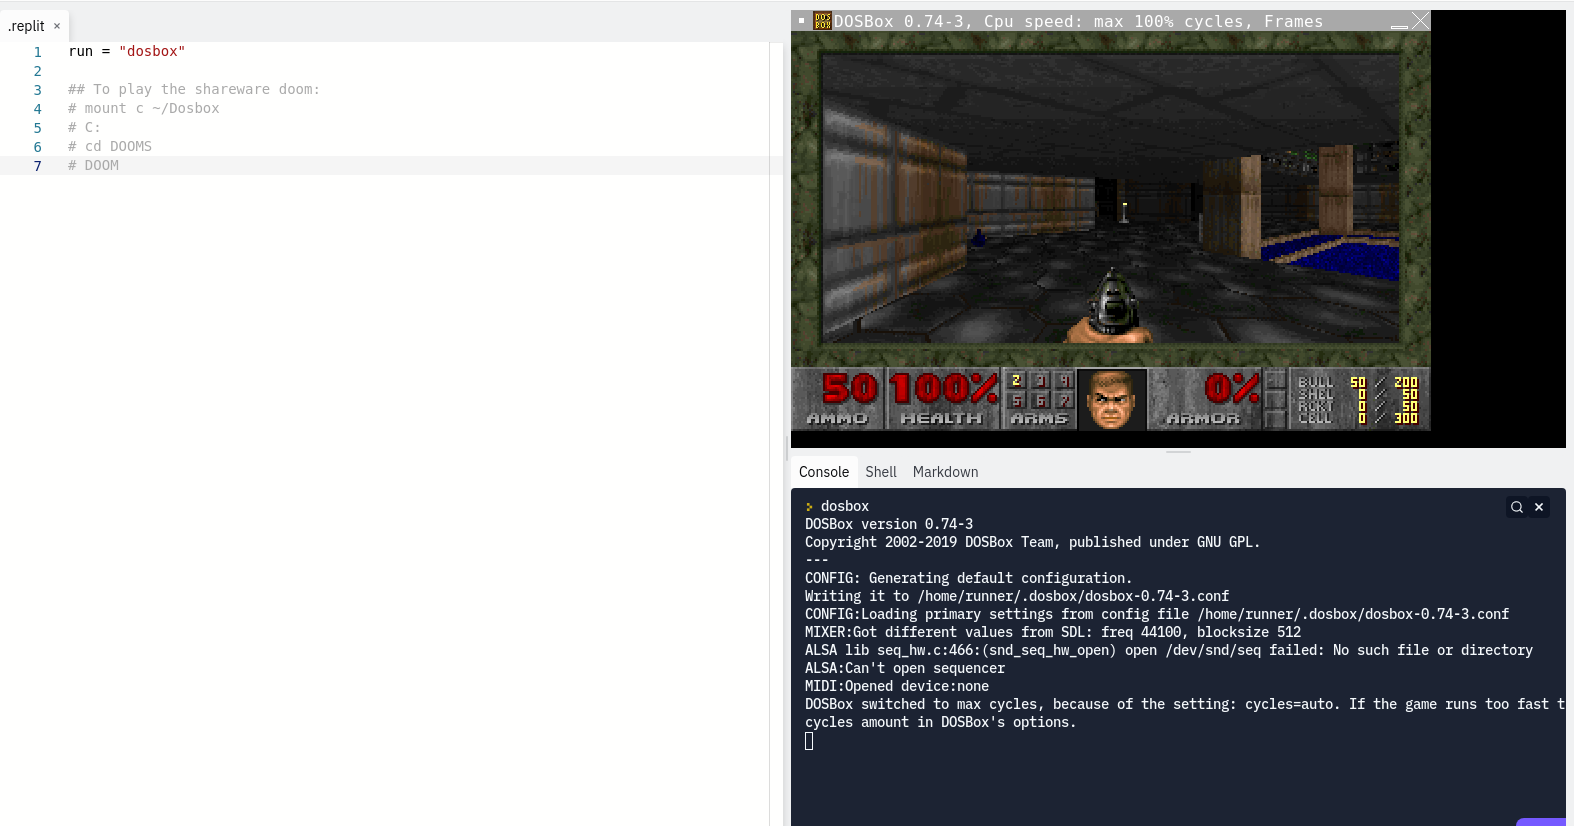 .replit ×
1 run = "dosbox"
2
3 ## To play the shareware doom:
4 # mount c ~/Dosbox
5 # C:
6 # cd DOOMS
7 # DOOM
DOS
BOX
DOSBox 0.74-3, Cpu speed: max 100% cycles, Frames
50 100% 2 3 4 0% BULL 50 / 200
5 6 7 SHEL 0 / 50
RCKT 0 / 50
AMMO HEALTH ARMS ARMOR CELL 0 / 300
Console Shell Markdown
dosbox
DOSBox version 0.74-3
Copyright 2002-2019 DOSBox Team, published under GNU GPL.
---
CONFIG: Generating default configuration.
Writing it to /home/runner/.dosbox/dosbox-0.74-3.conf
CONFIG:Loading primary settings from config file /home/runner/.dosbox/dosbox-0.74-3.conf
MIXER:Got different values from SDL: freq 44100, blocksize 512
ALSA lib seq_hw.c:466:(snd_seq_hw_open) open /dev/snd/seq failed: No such file or directory
ALSA:Can't open sequencer
MIDI:Opened device:none
DOSBox switched to max cycles, because of the setting: cycles=auto. If the game runs too fast t
cycles amount in DOSBox's options.